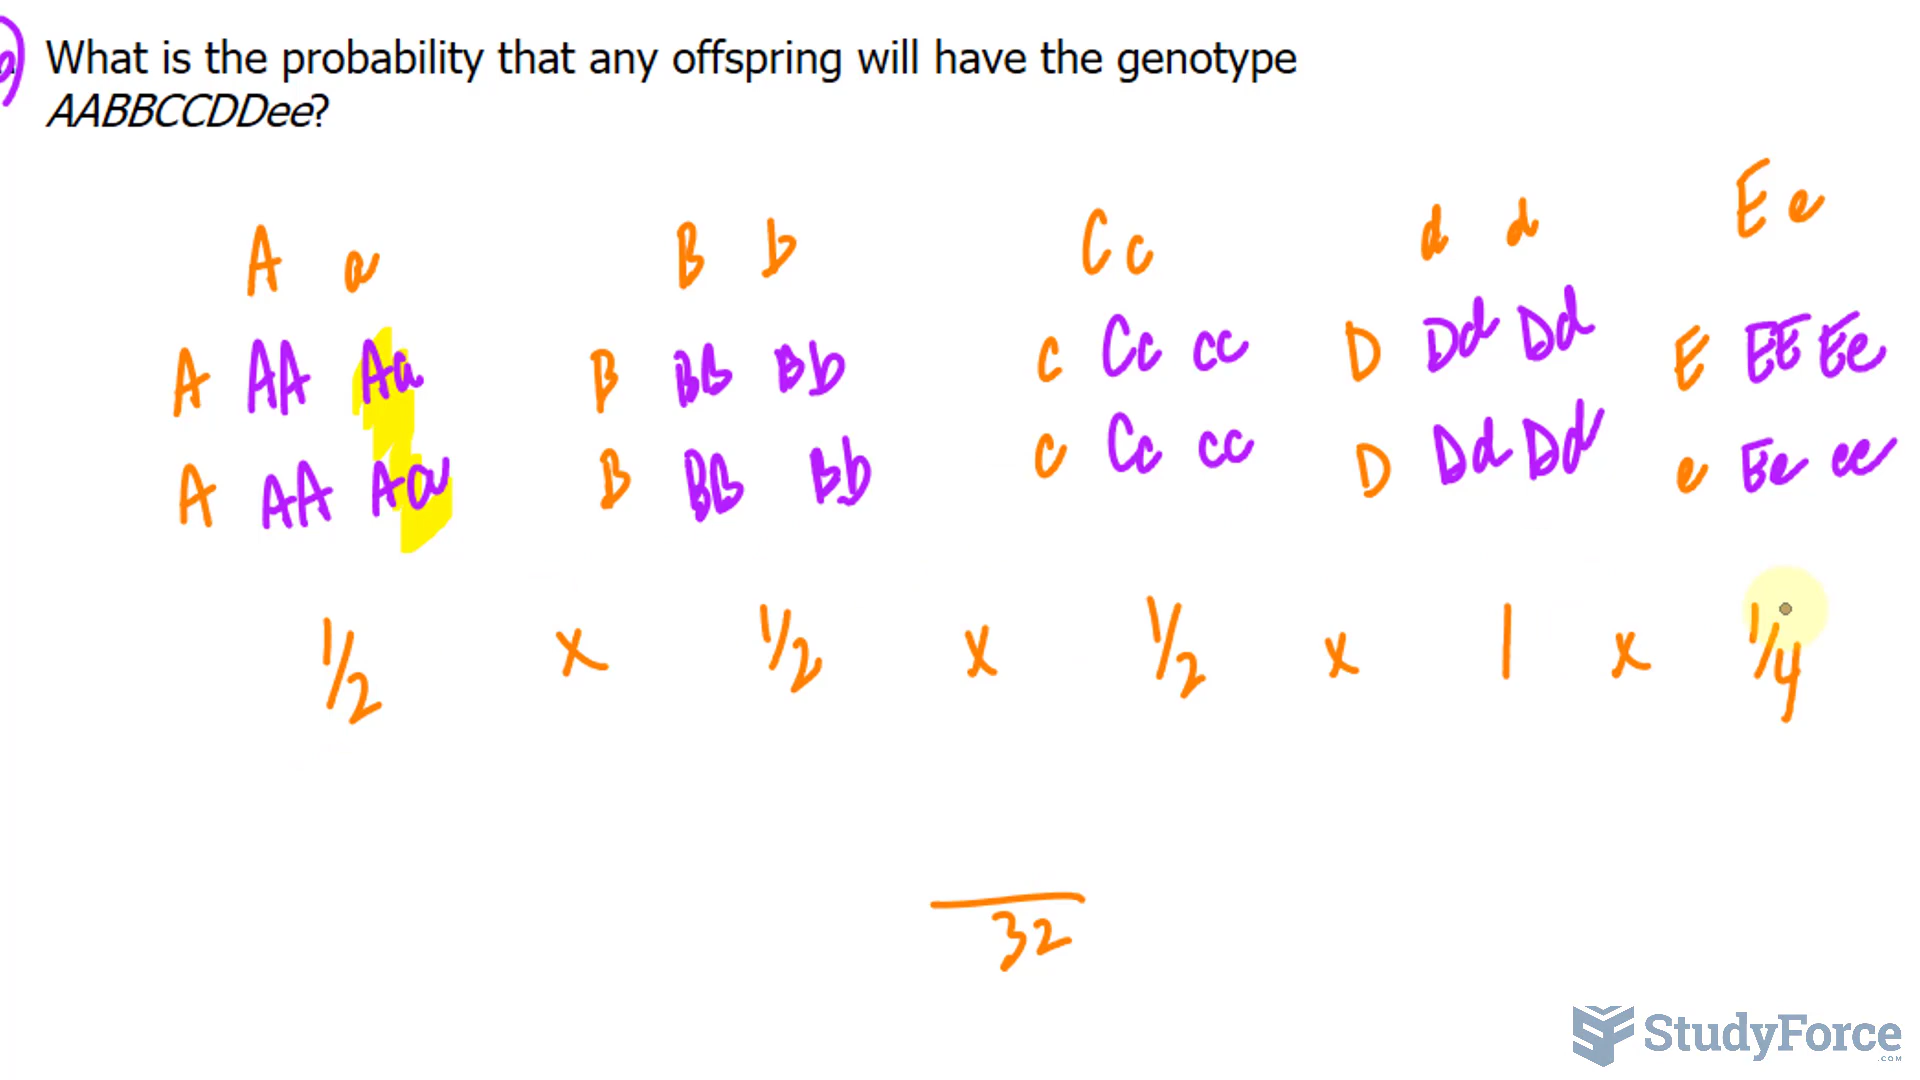 What is the probability that any offspring will have the genotype
AABBCCDDee?
A a B b C c d d E e
A AA Aa B BB Bb c Cc cc D Dd Dd E EE Ee
A AA Aa B BB Bb c Cc cc D Dd Dd e Ee ee
1/2 x 1/2 x 1/2 x 1 x 1/4
32
StudyForce
.COM